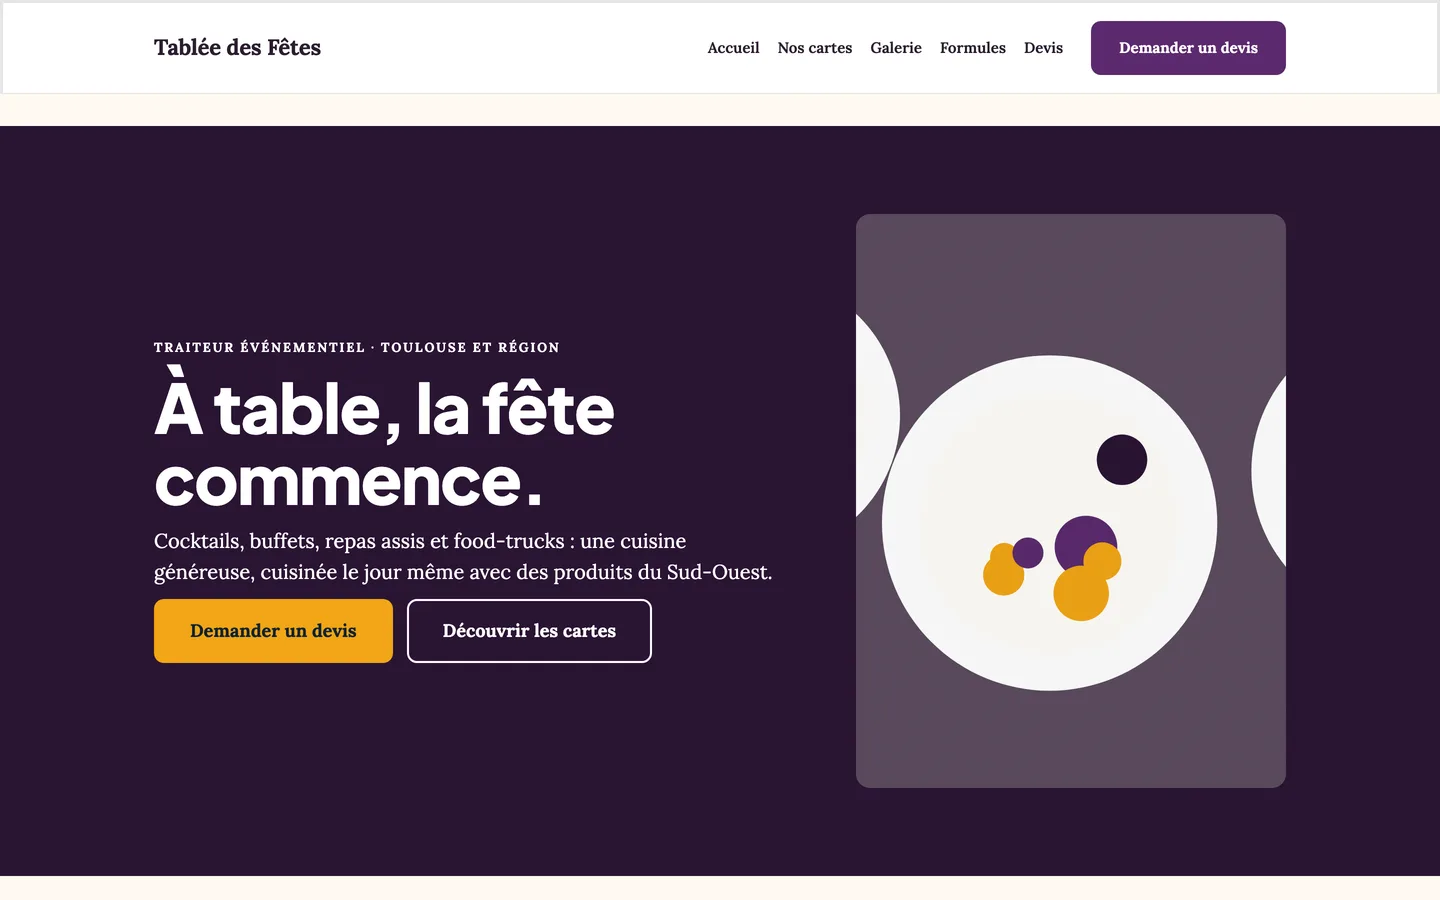 Tablée des Fêtes
Accueil Nos cartes Galerie Formules Devis Demander un devis
TRAITEUR ÉVÉNEMENTIEL · TOULOUSE ET RÉGION
À table, la fête
commence.
Cocktails, buffets, repas assis et food-trucks : une cuisine
généreuse, cuisinée le jour même avec des produits du Sud-Ouest.
Demander un devis Découvrir les cartes